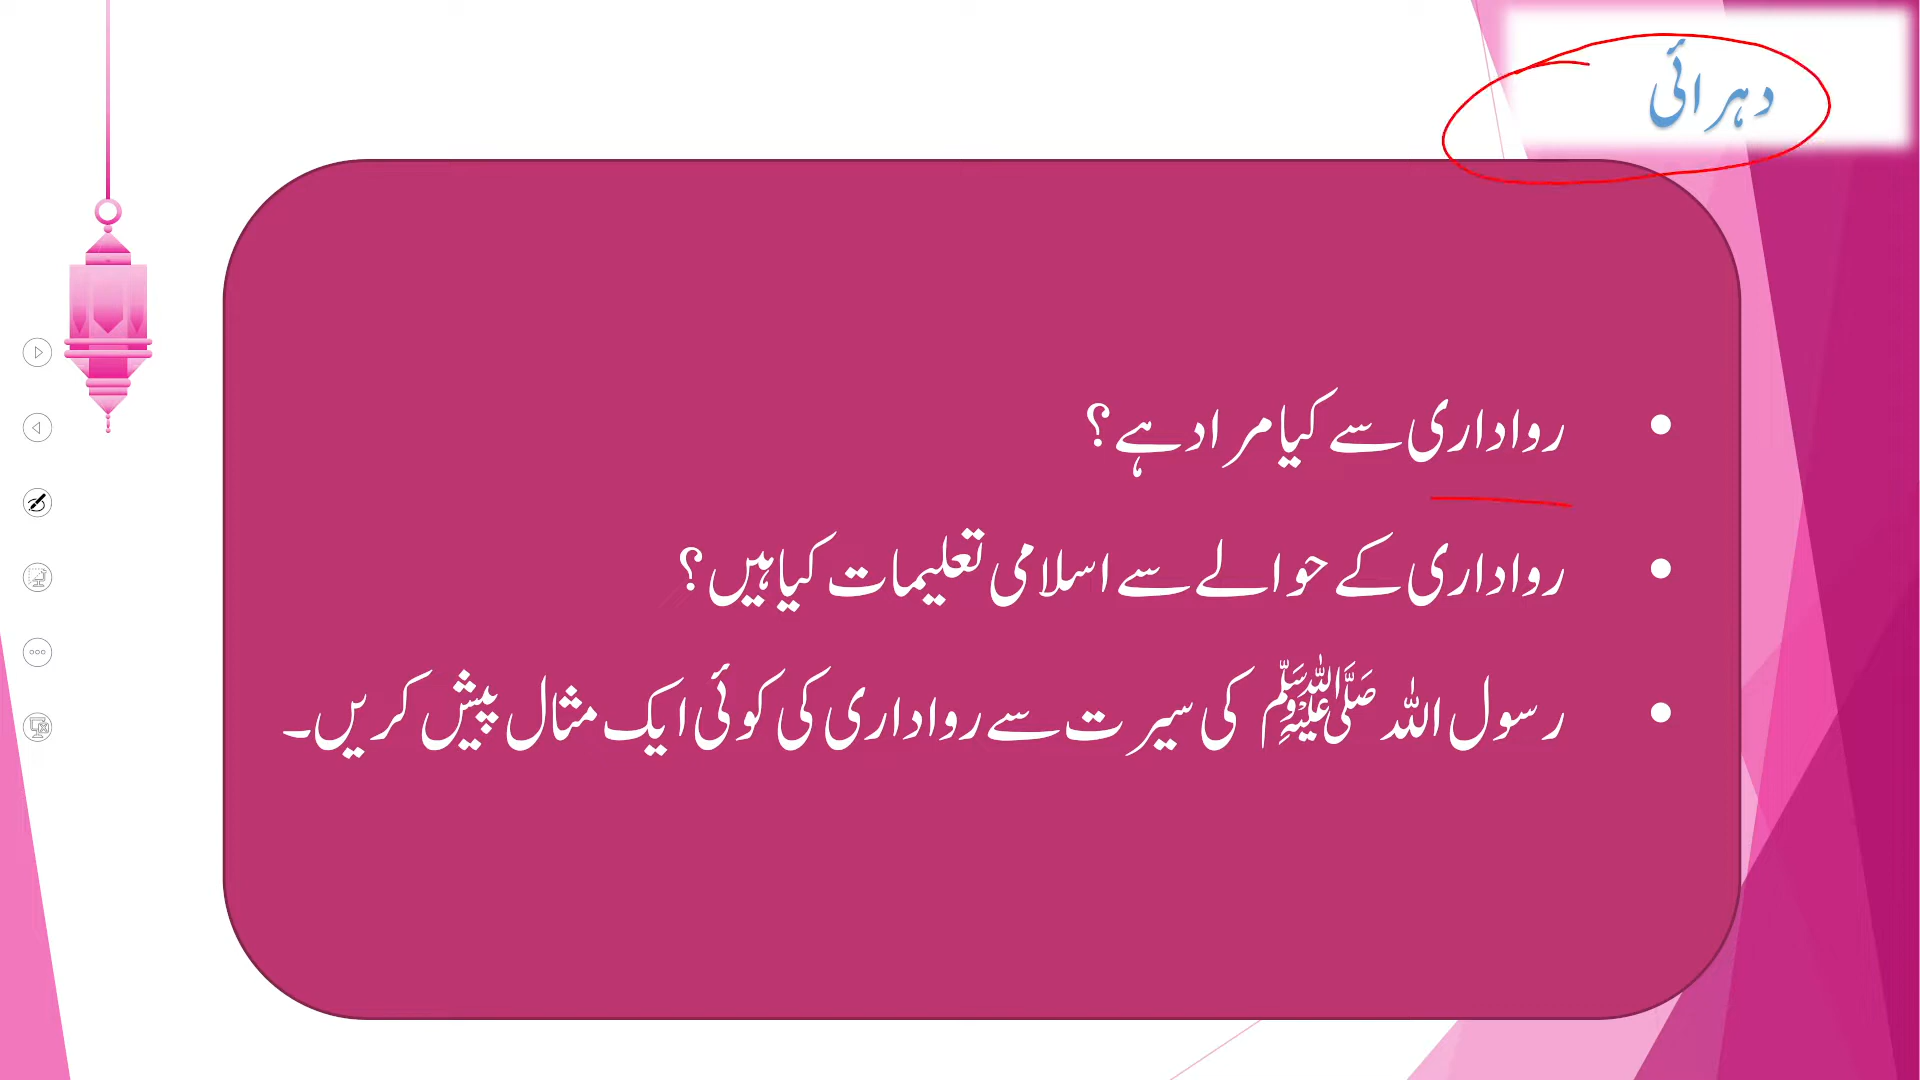 دہرائی
رواداری سے کیا مراد ہے؟
رواداری کے حوالے سے اسلامی تعلیمات کیا ہیں؟
رسول اللہ ﷺ کی سیرت سے رواداری کی کوئی ایک مثال پیش کریں۔